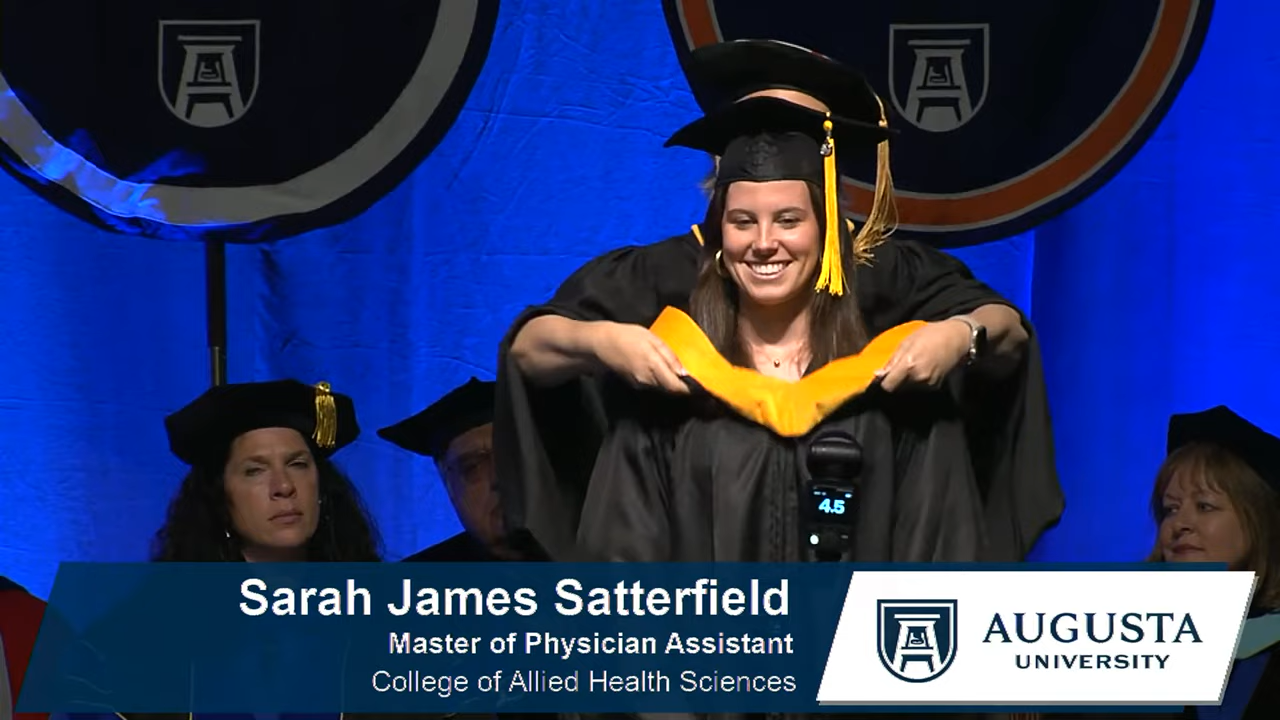 4.5
Sarah James Satterfield
Master of Physician Assistant
College of Allied Health Sciences
AUGUSTA
UNIVERSITY